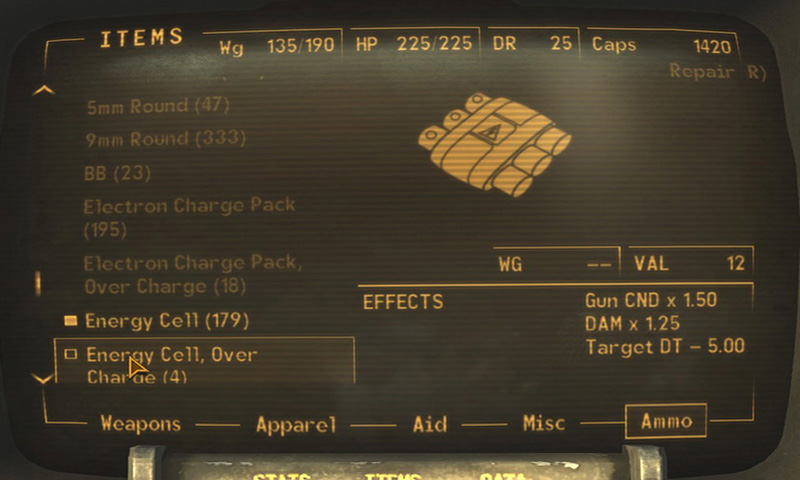 ITEMS
Wg 135/190 HP 225/225 DR 25 Caps 1420
Repair R)
5mm Round (47)
9mm Round (333)
BB (23)
Electron Charge Pack
(195)
Electron Charge Pack,
Over Charge (18)
Energy Cell (179)
Energy Cell, Over
Charge (4)
WG -- VAL 12
EFFECTS
Gun CND x 1.50
DAM x 1.25
Target DT - 5.00
Weapons Apparel Aid Misc Ammo
STATS ITEMS DATA